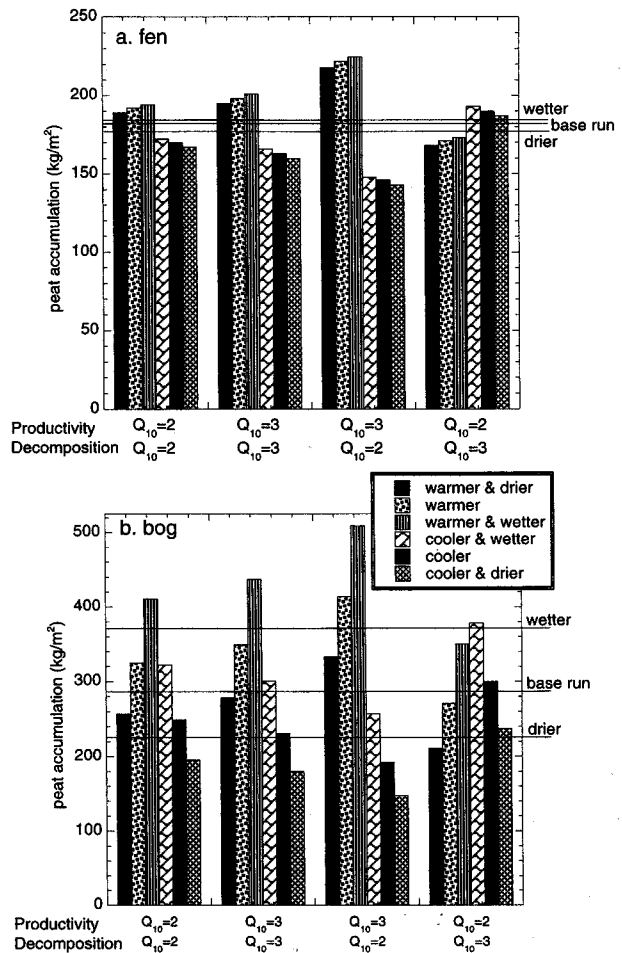 a. fen
250
200
150
100
50
0
peat accumulation (kg/m²)
wetter
base run
drier
Productivity Q₁₀=2 Q₁₀=3 Q₁₀=3 Q₁₀=2
Decomposition Q₁₀=2 Q₁₀=3 Q₁₀=2 Q₁₀=3
warmer & drier
warmer
warmer & wetter
cooler & wetter
cooler
cooler & drier
b. bog
500
400
300
200
100
0
peat accumulation (kg/m²)
wetter
base run
drier
Productivity Q₁₀=2 Q₁₀=3 Q₁₀=3 Q₁₀=2
Decomposition Q₁₀=2 Q₁₀=3 Q₁₀=2 Q₁₀=3